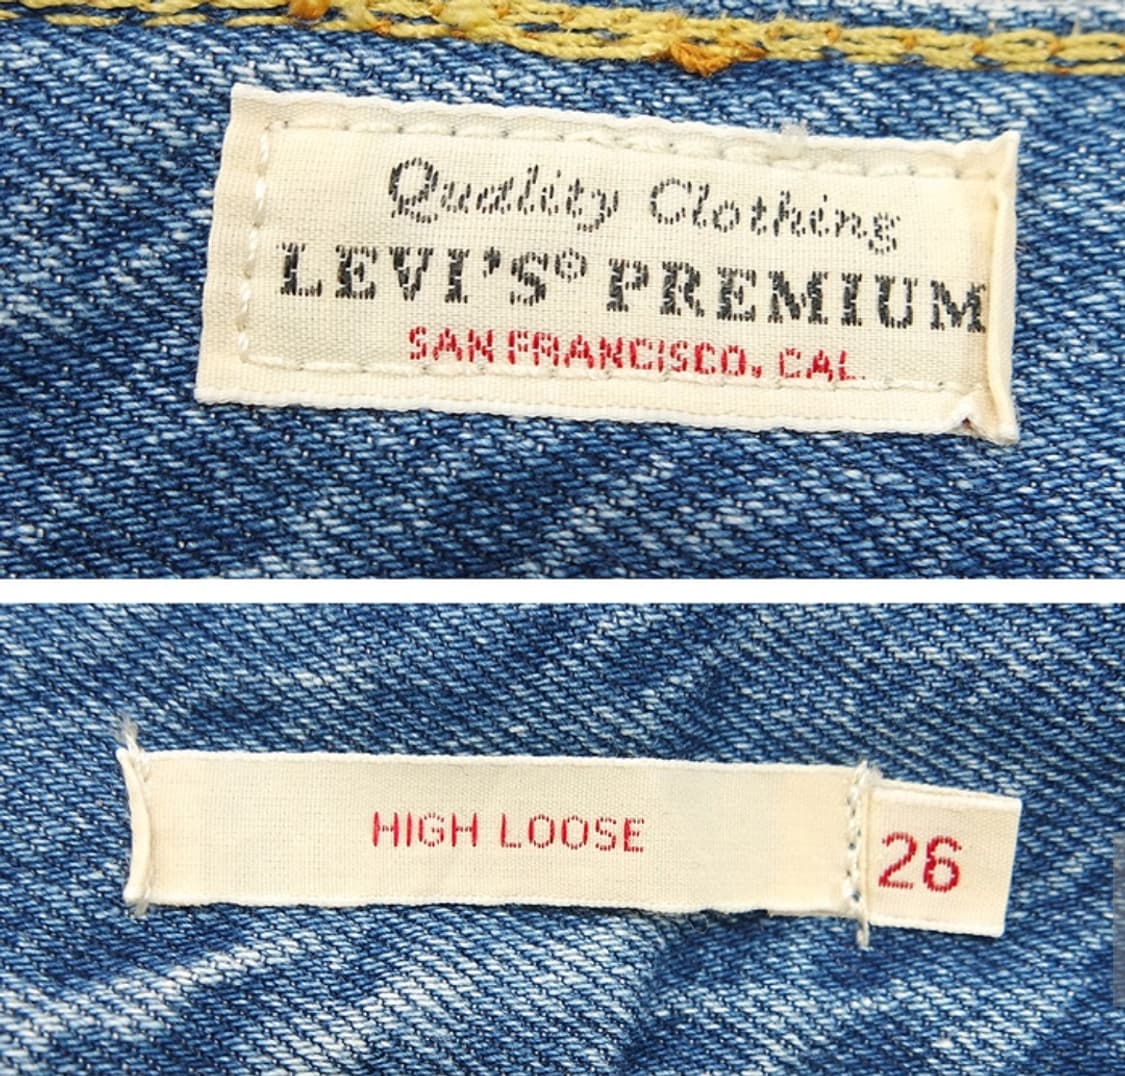 Quality Clothing
LEVI'S® PREMIUM
SAN FRANCISCO, CAL.
HIGH LOOSE
26